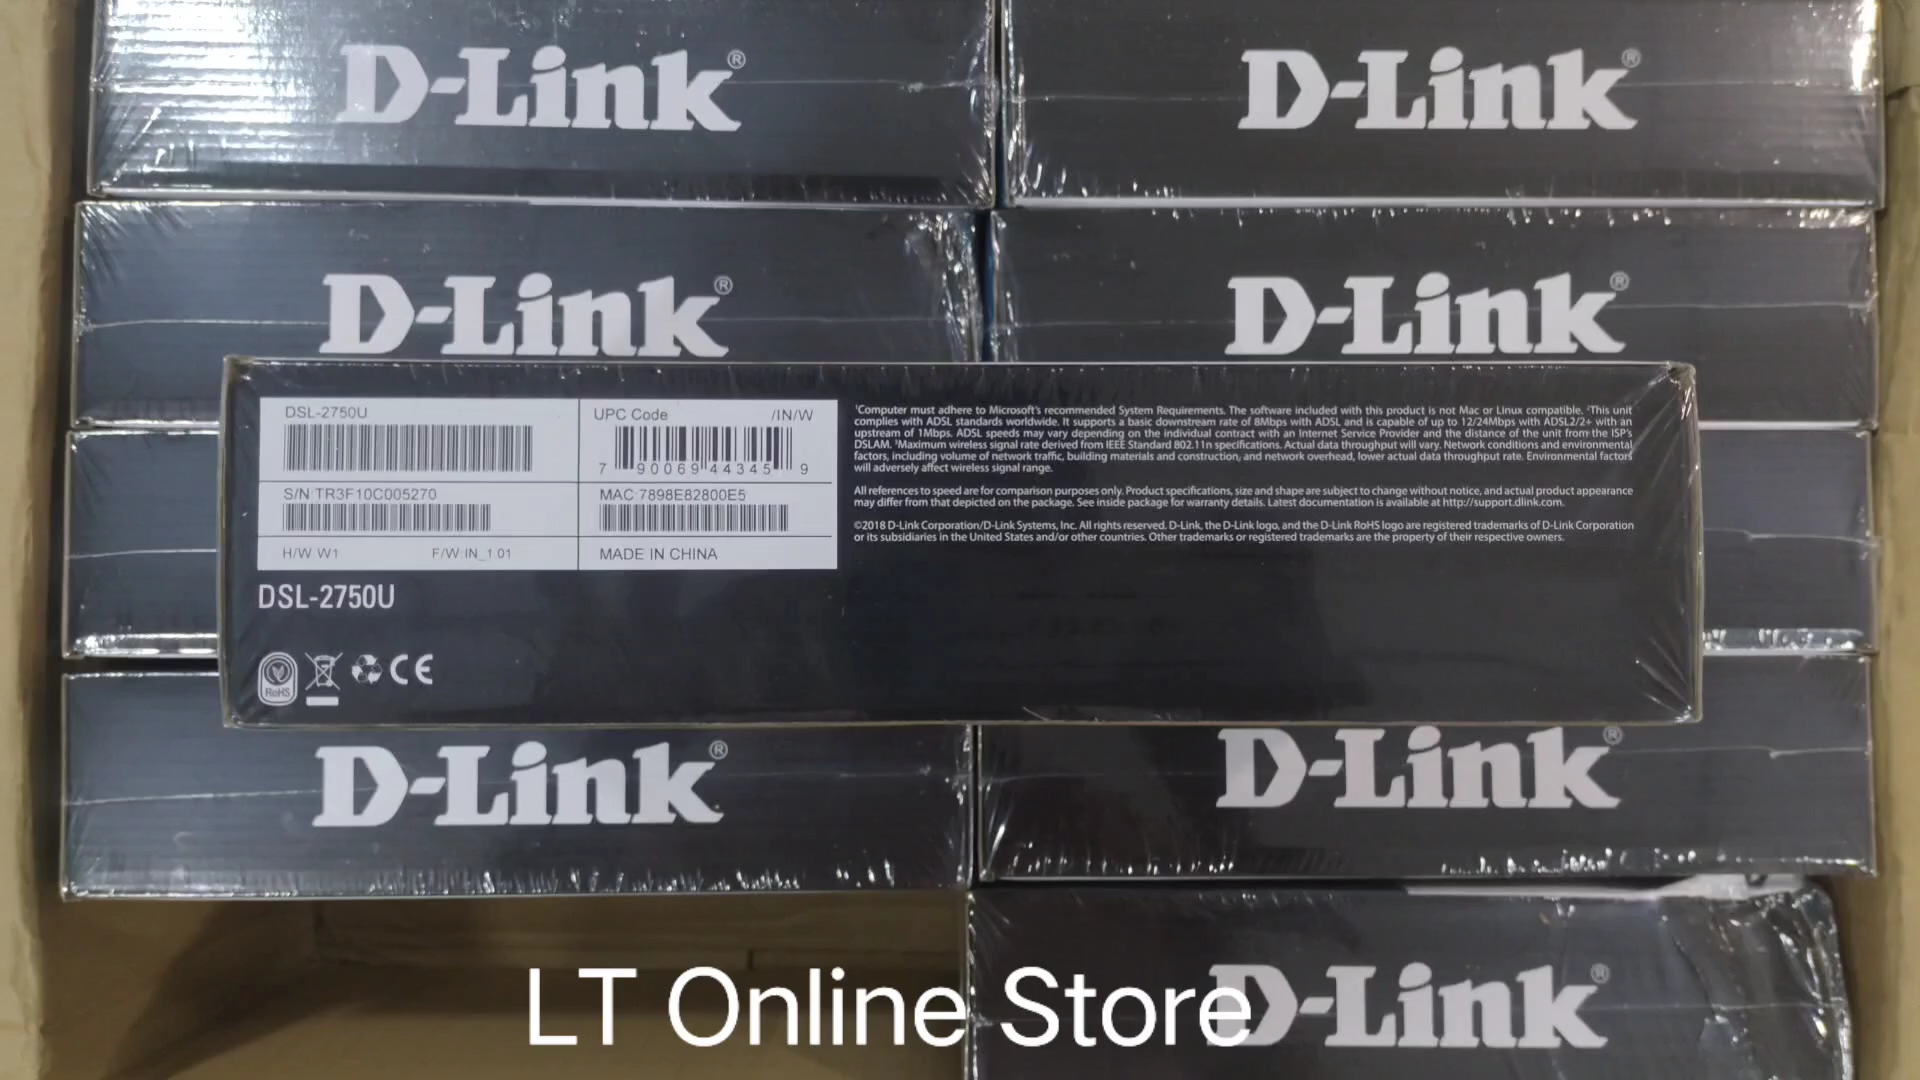 D-Link®
D-Link®
D-Link®
D-Link®
DSL-2750U
UPC Code /IN/W
7 90069 44345 9
S/N TR3F10C005270
MAC 7898E82800E5
H/W W1 F/W:IN_1.01
MADE IN CHINA
DSL-2750U
RoHS
CE
¹Computer must adhere to Microsoft's recommended System Requirements. The software included with this product is not Mac or Linux compatible. ²This unit
complies with ADSL standards worldwide. It supports a basic downstream rate of 8Mbps with ADSL and is capable of up to 12/24Mbps with ADSL2/2+ with an
upstream of 1Mbps. ADSL speeds may vary depending on the individual contract with an Internet Service Provider and the distance of the unit from the ISP's
DSLAM. ³Maximum wireless signal rate derived from IEEE Standard 802.11n specifications. Actual data throughput will vary. Network conditions and environmental
factors, including volume of network traffic, building materials and construction, and network overhead, lower actual data throughput rate. Environmental factors
will adversely affect wireless signal range.
All references to speed are for comparison purposes only. Product specifications, size and shape are subject to change without notice, and actual product appearance
may differ from that depicted on the package. See inside package for warranty details. Latest documentation is available at http://support.dlink.com.
©2018 D-Link Corporation/D-Link Systems, Inc. All rights reserved. D-Link, the D-Link logo, and the D-Link RoHS logo are registered trademarks of D-Link Corporation
or its subsidiaries in the United States and/or other countries. Other trademarks or registered trademarks are the property of their respective owners.
D-Link®
D-Link®
D-Link®
LT Online Store